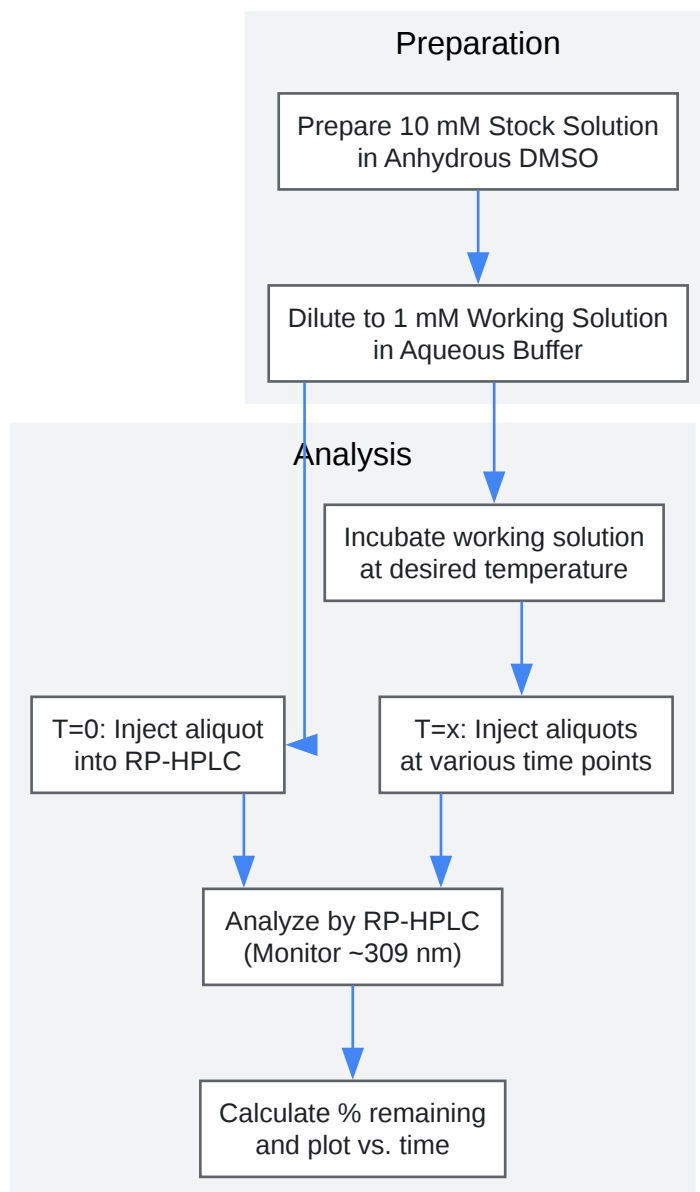 Preparation
Prepare 10 mM Stock Solution
in Anhydrous DMSO
Dilute to 1 mM Working Solution
in Aqueous Buffer
Analysis
Incubate working solution
at desired temperature
T=0: Inject aliquot
into RP-HPLC
T=x: Inject aliquots
at various time points
Analyze by RP-HPLC
(Monitor ~309 nm)
Calculate % remaining
and plot vs. time